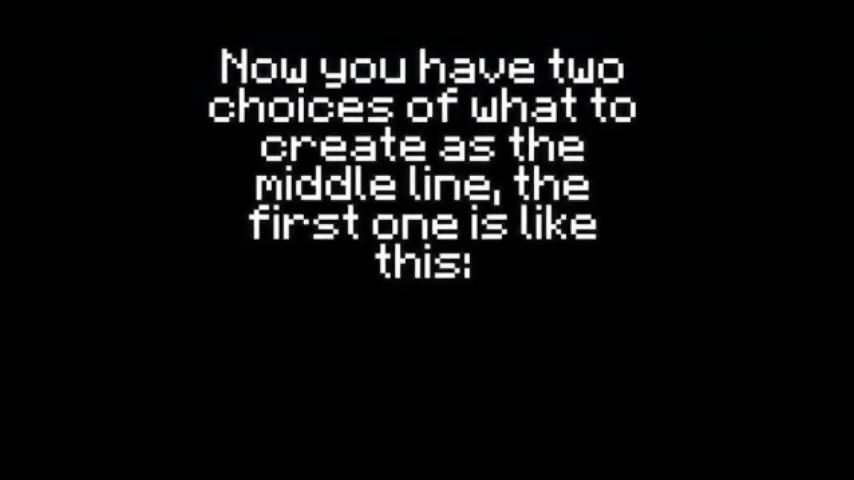 Now you have two
choices of what to
create as the
middle line, the
first one is like
this: